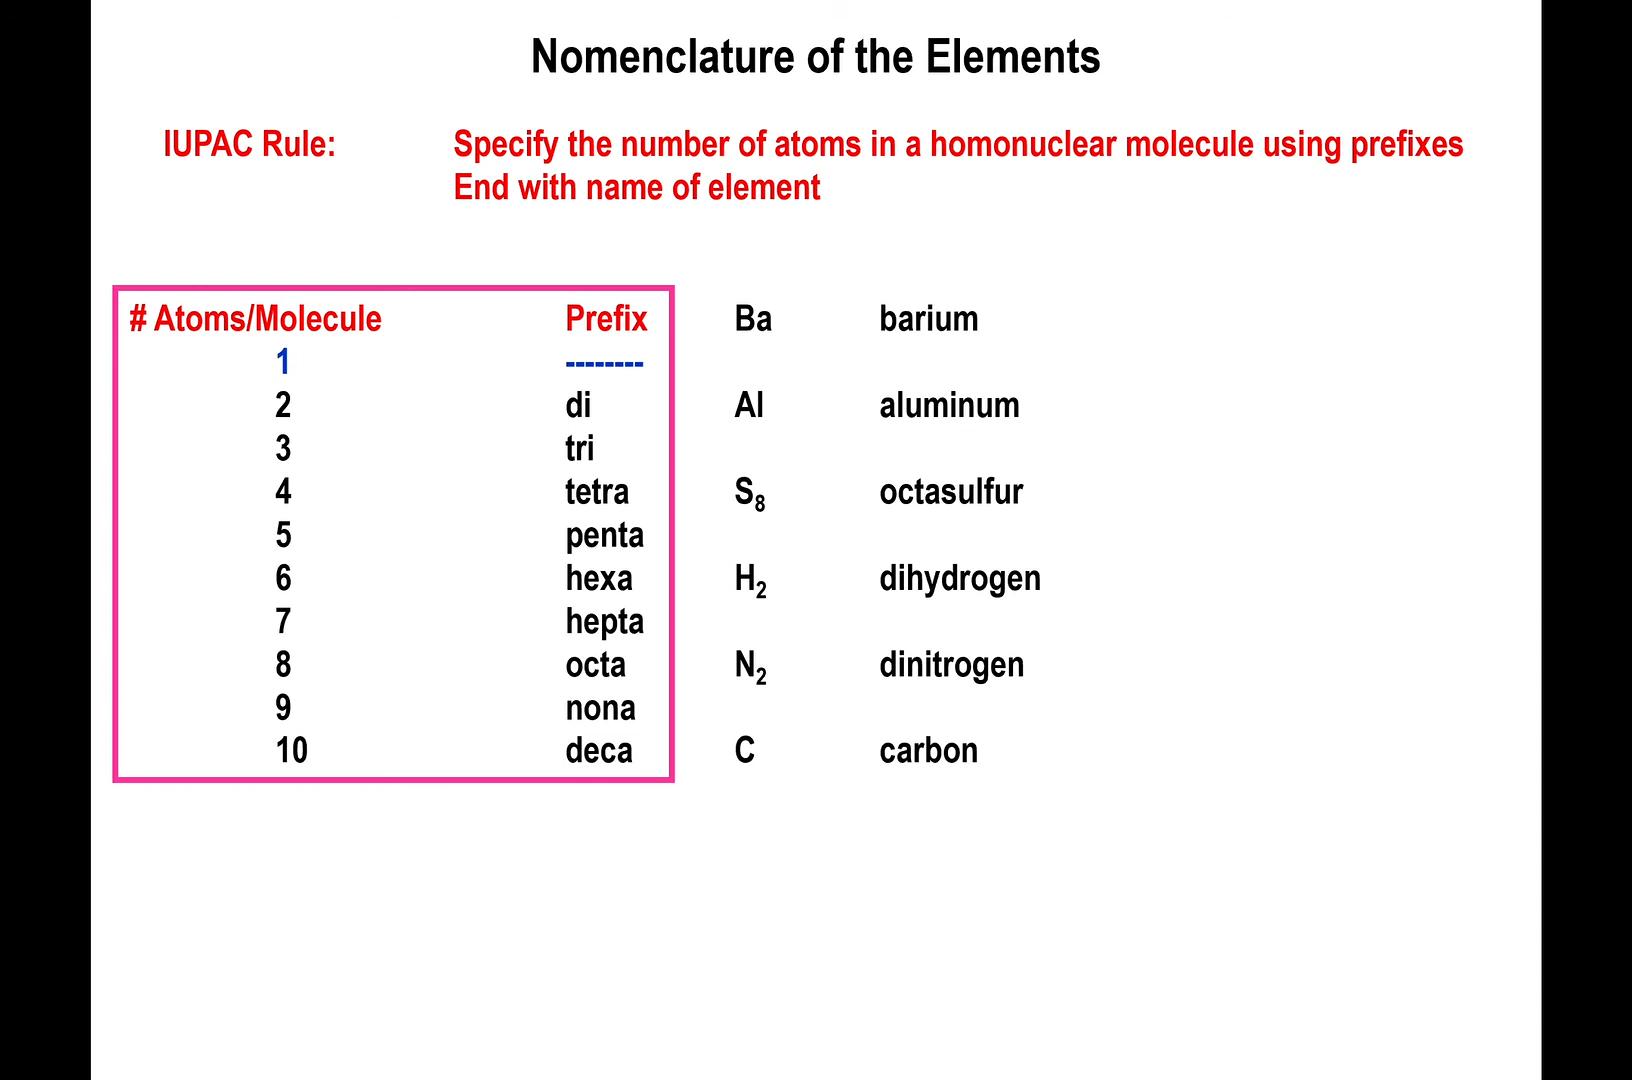 Nomenclature of the Elements
IUPAC Rule: Specify the number of atoms in a homonuclear molecule using prefixes
End with name of element
# Atoms/Molecule Prefix
1 --------
2 di
3 tri
4 tetra
5 penta
6 hexa
7 hepta
8 octa
9 nona
10 deca
Ba barium
Al aluminum
S₈ octasulfur
H₂ dihydrogen
N₂ dinitrogen
C carbon